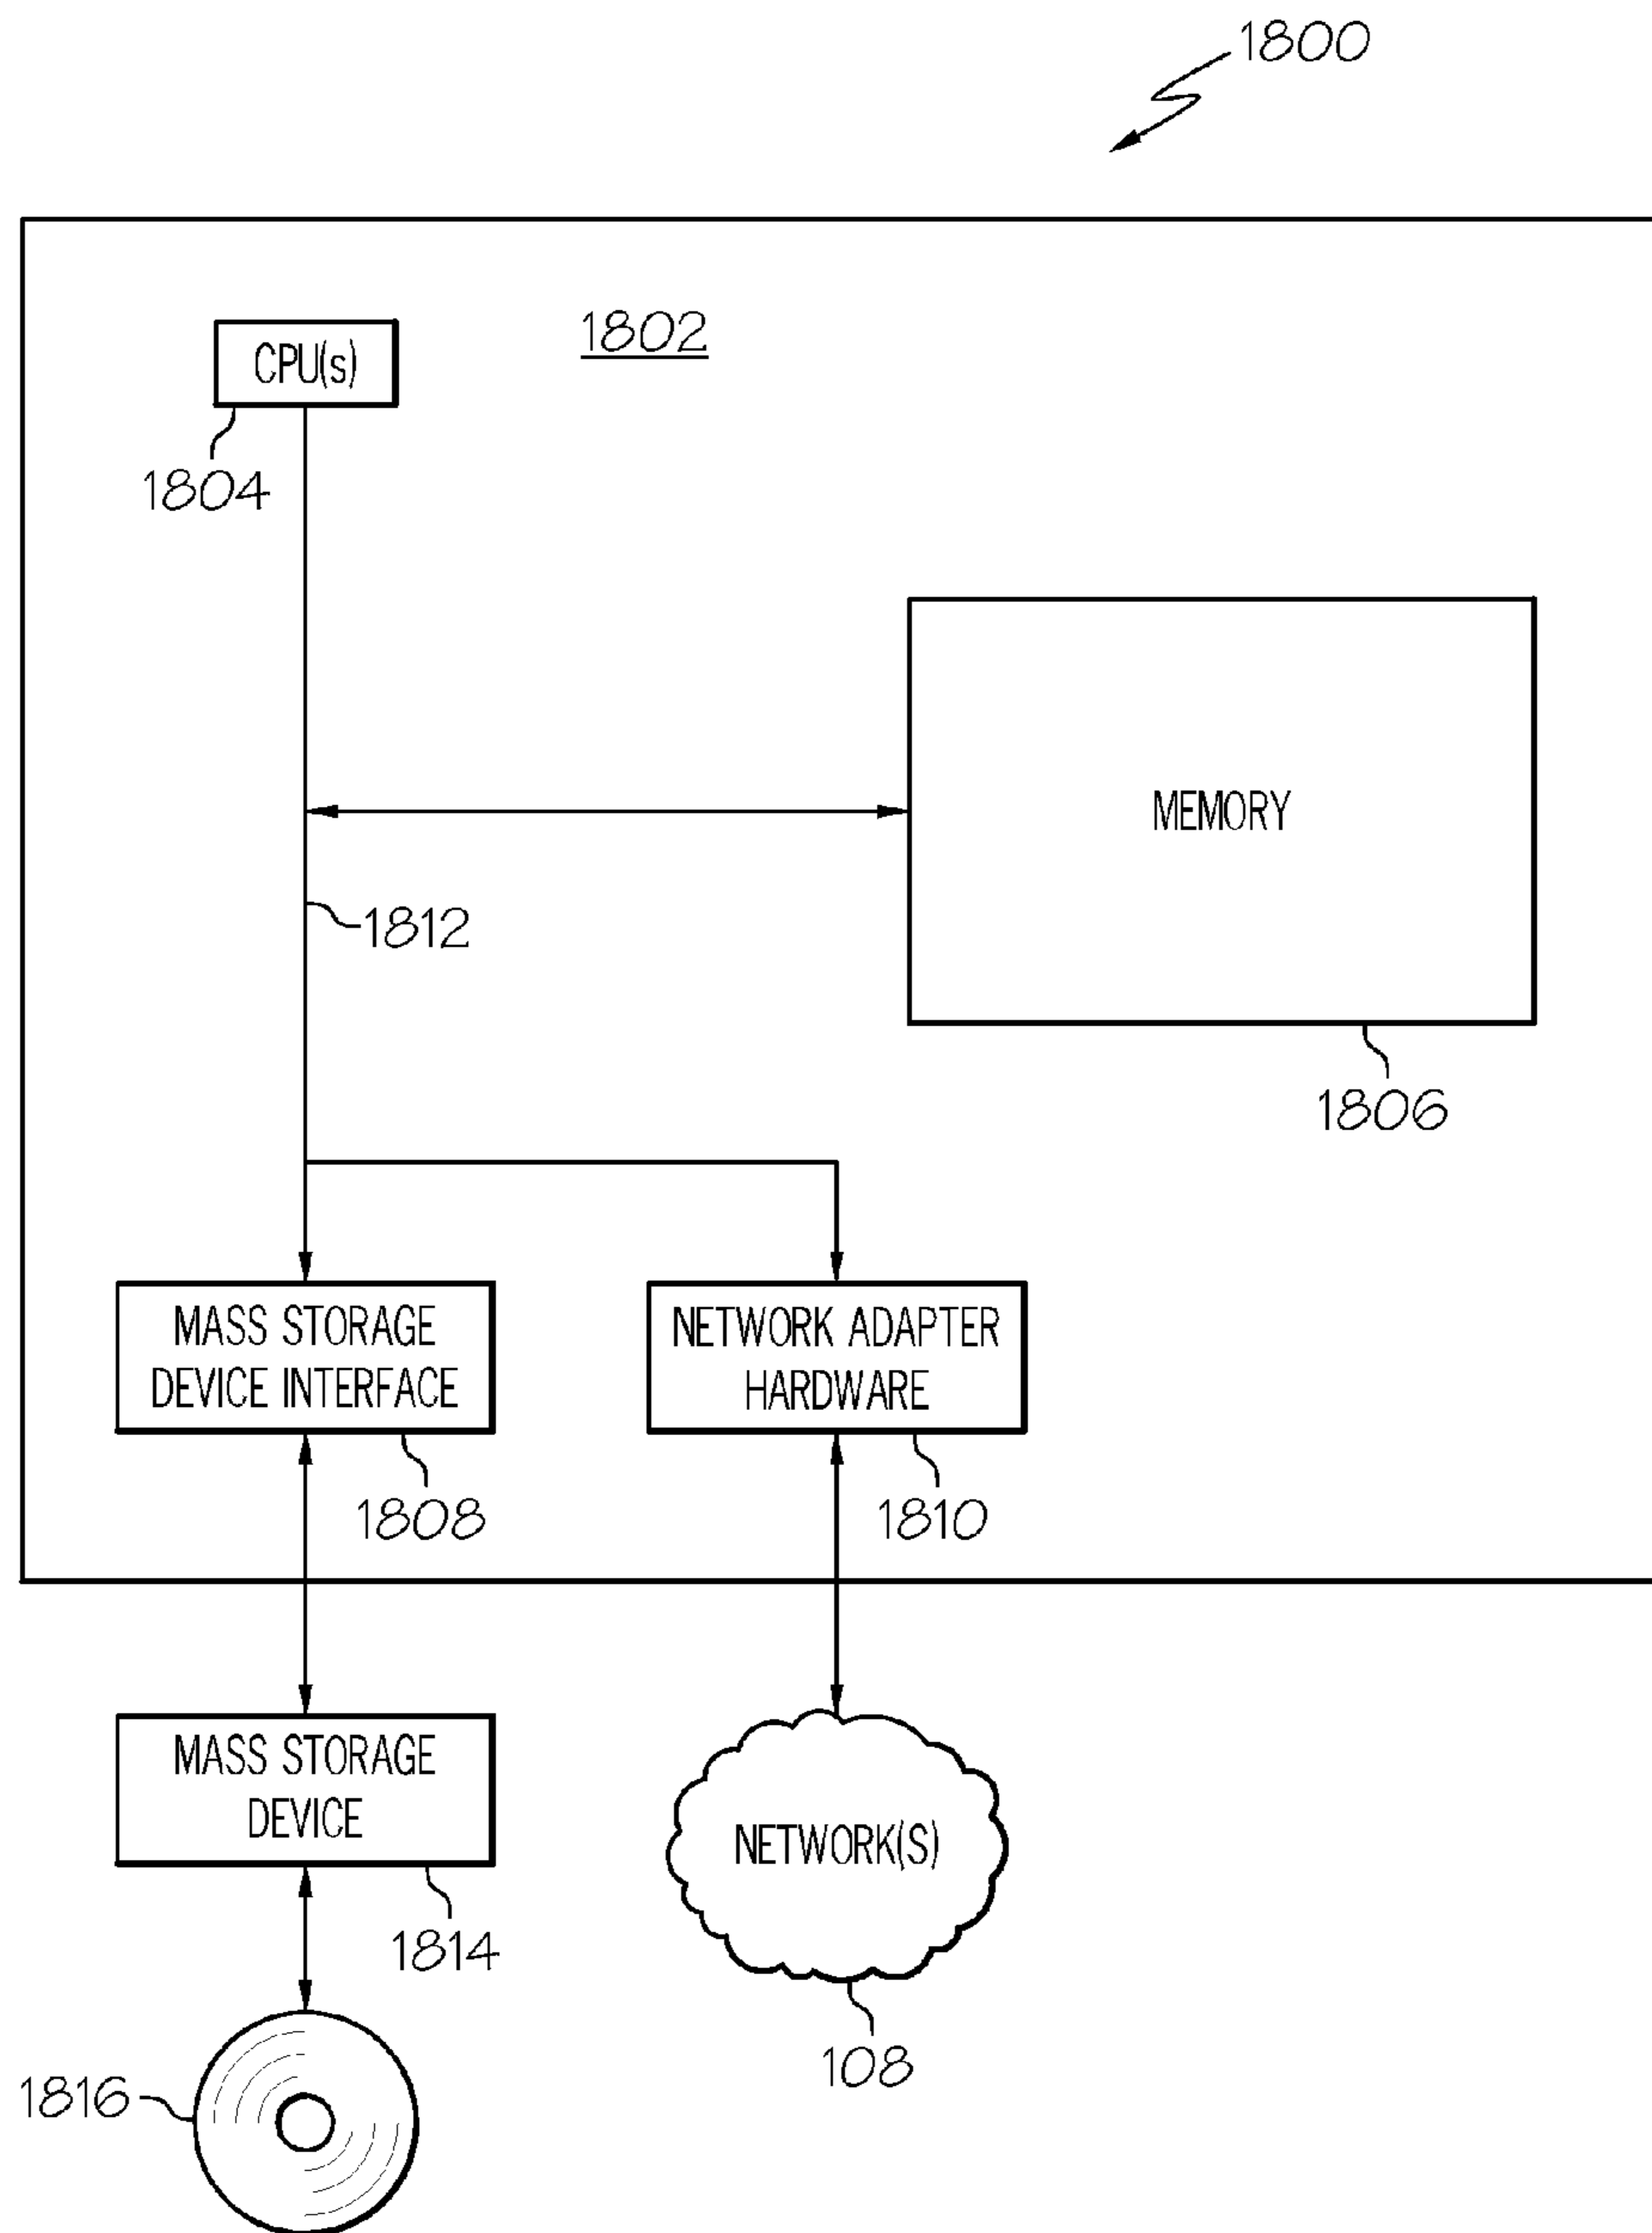 1800
1802
CPU(s)
1804
MEMORY
1812
1806
MASS STORAGE
DEVICE INTERFACE
NETWORK ADAPTER
HARDWARE
1808
1810
MASS STORAGE
DEVICE
NETWORK(S)
1814
108
1816